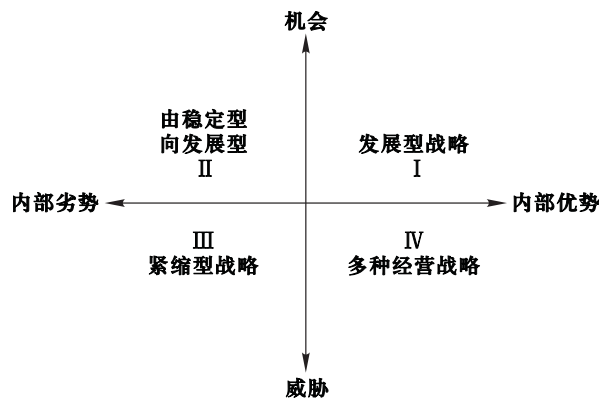 机会
由稳定型
向发展型
Ⅱ
发展型战略
Ⅰ
内部劣势
内部优势
Ⅲ
紧缩型战略
Ⅳ
多种经营战略
威胁